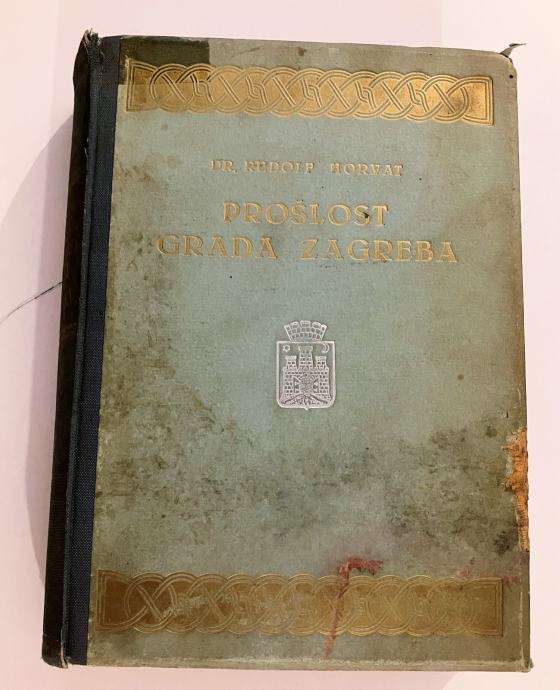 DR. RUDOLF HORVAT
PROŠLOST
GRADA ZAGREBA